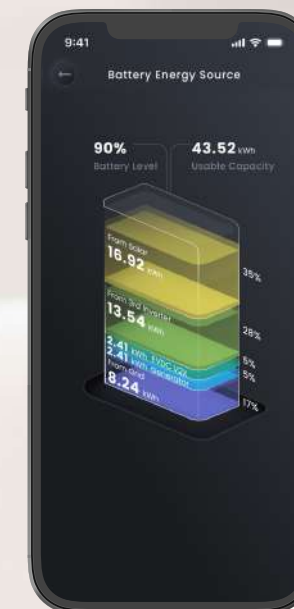 9:41
Battery Energy Source
90%
Battery Level
43.52 kWh
Usable Capacity
From Solar
16.92 kWh
35%
From 3rd Inverter
13.54 kWh
28%
2.41 kWh EVDC V2X
5%
2.41 kWh Generator
5%
From Grid
8.24 kWh
17%